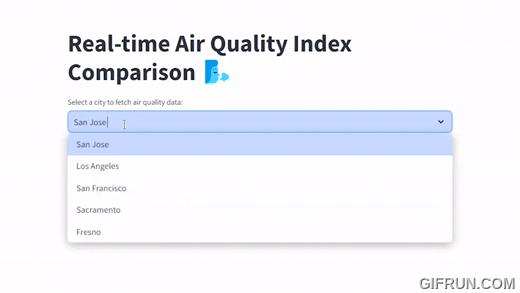 Real-time Air Quality Index
Comparison
Select a city to fetch air quality data:
San Jose
San Jose
Los Angeles
San Francisco
Sacramento
Fresno
GIFRUN.COM